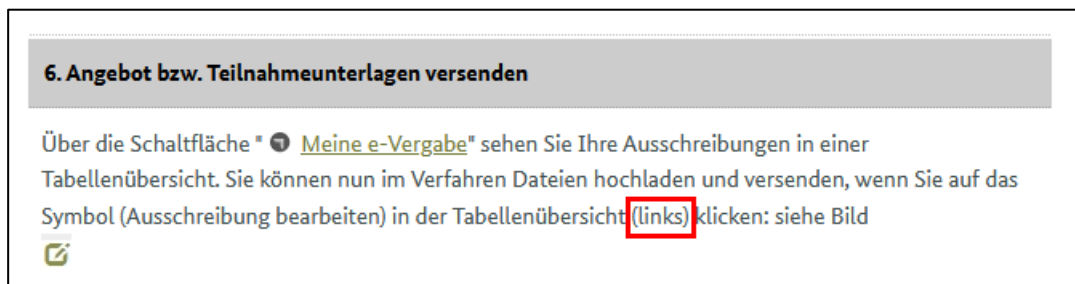 6. Angebot bzw. Teilnahmeunterlagen versenden
Über die Schaltfläche " Meine e-Vergabe" sehen Sie Ihre Ausschreibungen in einer
Tabellenübersicht. Sie können nun im Verfahren Dateien hochladen und versenden, wenn Sie auf das
Symbol (Ausschreibung bearbeiten) in der Tabellenübersicht (links) klicken: siehe Bild